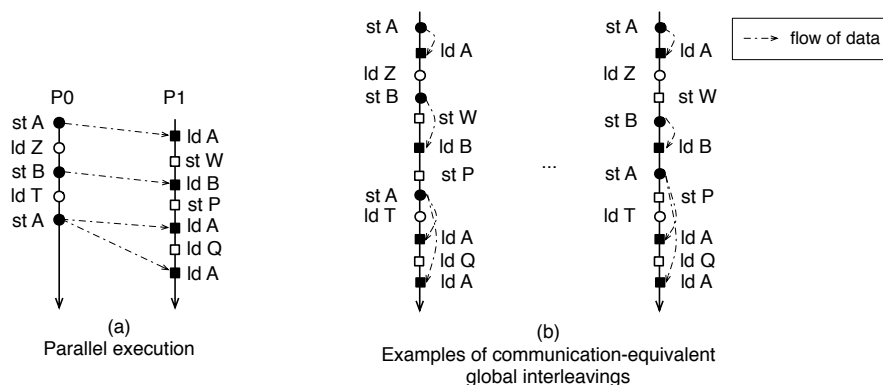 P0
st A
ld Z
st B
ld T
st A
P1
ld A
st W
ld B
st P
ld A
ld Q
ld A
(a)
Parallel execution
st A
ld A
ld Z
st B
st W
ld B
st P
st A
ld T
ld A
ld Q
ld A
...
st A
ld A
ld Z
st W
st B
ld B
st A
st P
ld T
ld A
ld Q
ld A
(b)
Examples of communication-equivalent
global interleavings
flow of data